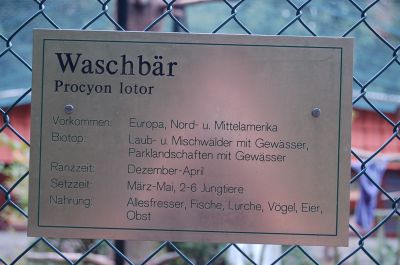 Waschbär
Procyon lotor
Vorkommen: Europa, Nord- u. Mittelamerika
Biotop: Laub- u. Mischwälder mit Gewässer,
Parklandschaften mit Gewässer
Ranzzeit: Dezember-April
Setzzeit: März-Mai, 2-6 Jungtiere
Nahrung: Allesfresser, Fische, Lurche, Vögel, Eier,
Obst